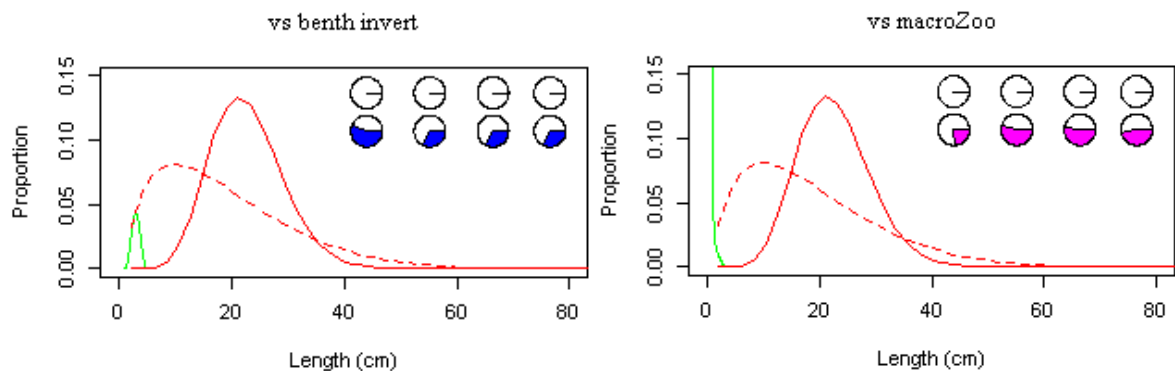 vs benth invert
0.15
0.10
0.05
0.00
Proportion
0 20 40 60 80
Length (cm)
vs macroZoo
0.15
0.10
0.05
0.00
Proportion
0 20 40 60 80
Length (cm)